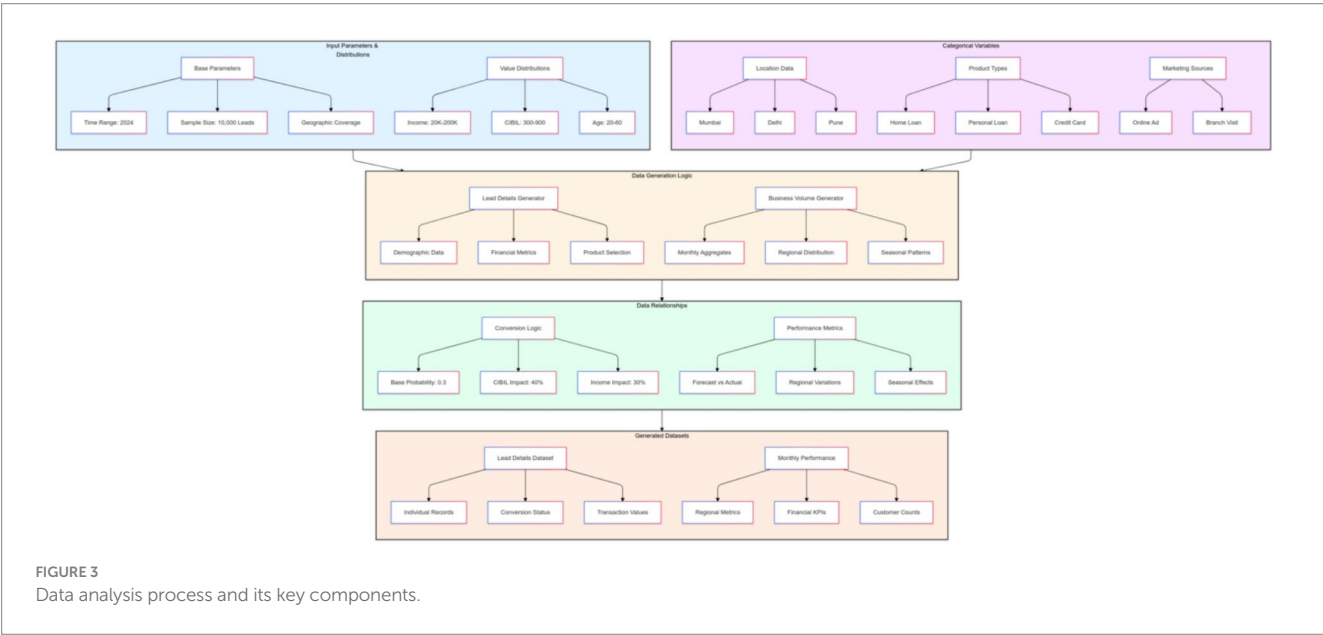 Input Parameters &
Distributions
Base Parameters
Value Distributions
Time Range: 2024
Sample Size: 10,000 Leads
Geographic Coverage
Income: 20K-200K
CIBIL: 300-900
Age: 20-60
Categorical Variables
Location Data
Product Types
Marketing Sources
Mumbai
Delhi
Pune
Home Loan
Personal Loan
Credit Card
Online Ad
Branch Visit
Data Generation Logic
Lead Details Generator
Business Volume Generator
Demographic Data
Financial Metrics
Product Selection
Monthly Aggregates
Regional Distribution
Seasonal Patterns
Data Relationships
Conversion Logic
Performance Metrics
Base Probability: 0.3
CIBIL Impact: 40%
Income Impact: 30%
Forecast vs Actual
Regional Variations
Seasonal Effects
Generated Datasets
Lead Details Dataset
Monthly Performance
Individual Records
Conversion Status
Transaction Values
Regional Metrics
Financial KPIs
Customer Counts
FIGURE 3
Data analysis process and its key components.